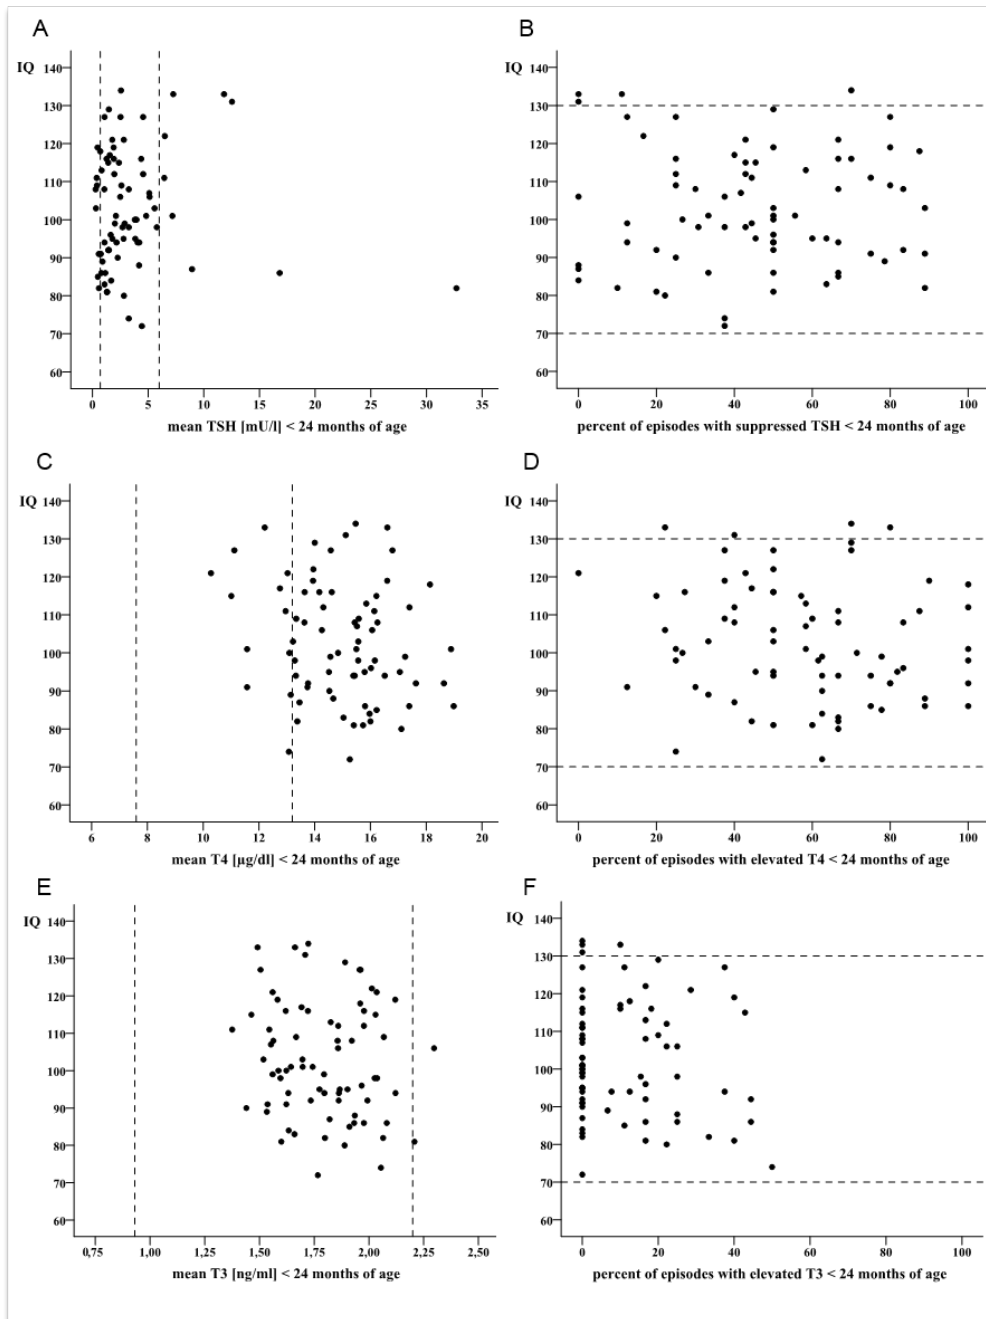 A
IQ
140
130
120
110
100
90
80
70
60
0 5 10 15 20 25 30 35
mean TSH [mU/l] < 24 months of age
B
IQ
140
130
120
110
100
90
80
70
60
0 20 40 60 80 100
percent of episodes with suppressed TSH < 24 months of age
C
IQ
140
130
120
110
100
90
80
70
60
6 8 10 12 14 16 18 20
mean T4 [µg/dl] < 24 months of age
D
IQ
140
130
120
110
100
90
80
70
60
0 20 40 60 80 100
percent of episodes with elevated T4 < 24 months of age
E
IQ
140
130
120
110
100
90
80
70
60
0,75 1,00 1,25 1,50 1,75 2,00 2,25 2,50
mean T3 [ng/ml] < 24 months of age
F
IQ
140
130
120
110
100
90
80
70
60
0 20 40 60 80 100
percent of episodes with elevated T3 < 24 months of age